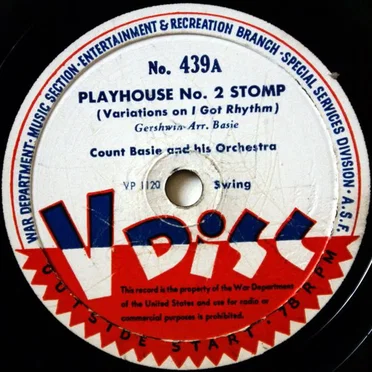 WAR DEPARTMENT · MUSIC SECTION · ENTERTAINMENT & RECREATION BRANCH · SPECIAL SERVICES DIVISION · A.S.F.
No. 439A
PLAYHOUSE No. 2 STOMP
(Variations on I Got Rhythm)
Gershwin-Arr. Basie
Count Basie and his Orchestra
VP 1120 Swing
V DISC
This record is the property of the War Department
of the United States and use for radio or
commercial purposes is prohibited.
OUTSIDE START · 78 RPM